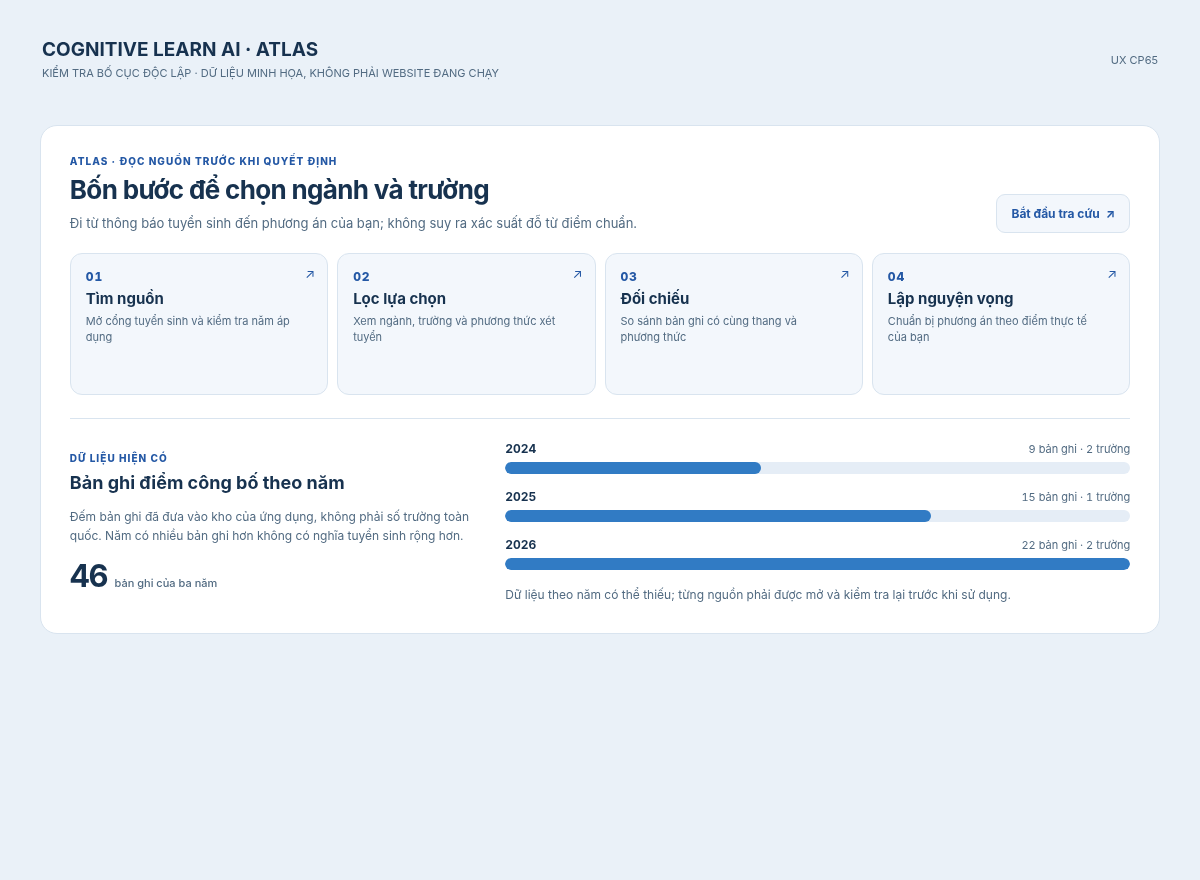 COGNITIVE LEARN AI · ATLAS
KIỂM TRA BỐ CỤC ĐỘC LẬP · DỮ LIỆU MINH HỌA, KHÔNG PHẢI WEBSITE ĐANG CHẠY
UX CP65
ATLAS · ĐỌC NGUỒN TRƯỚC KHI QUYẾT ĐỊNH
Bốn bước để chọn ngành và trường
Đi từ thông báo tuyển sinh đến phương án của bạn; không suy ra xác suất đỗ từ điểm chuẩn.
Bắt đầu tra cứu ↗
01 ↗
Tìm nguồn
Mở cổng tuyển sinh và kiểm tra năm áp
dụng
02 ↗
Lọc lựa chọn
Xem ngành, trường và phương thức xét
tuyển
03 ↗
Đối chiếu
So sánh bản ghi có cùng thang và
phương thức
04 ↗
Lập nguyện vọng
Chuẩn bị phương án theo điểm thực tế
của bạn
DỮ LIỆU HIỆN CÓ
Bản ghi điểm công bố theo năm
Đếm bản ghi đã đưa vào kho của ứng dụng, không phải số trường toàn
quốc. Năm có nhiều bản ghi hơn không có nghĩa tuyển sinh rộng hơn.
46 bản ghi của ba năm
2024 9 bản ghi · 2 trường
2025 15 bản ghi · 1 trường
2026 22 bản ghi · 2 trường
Dữ liệu theo năm có thể thiếu; từng nguồn phải được mở và kiểm tra lại trước khi sử dụng.